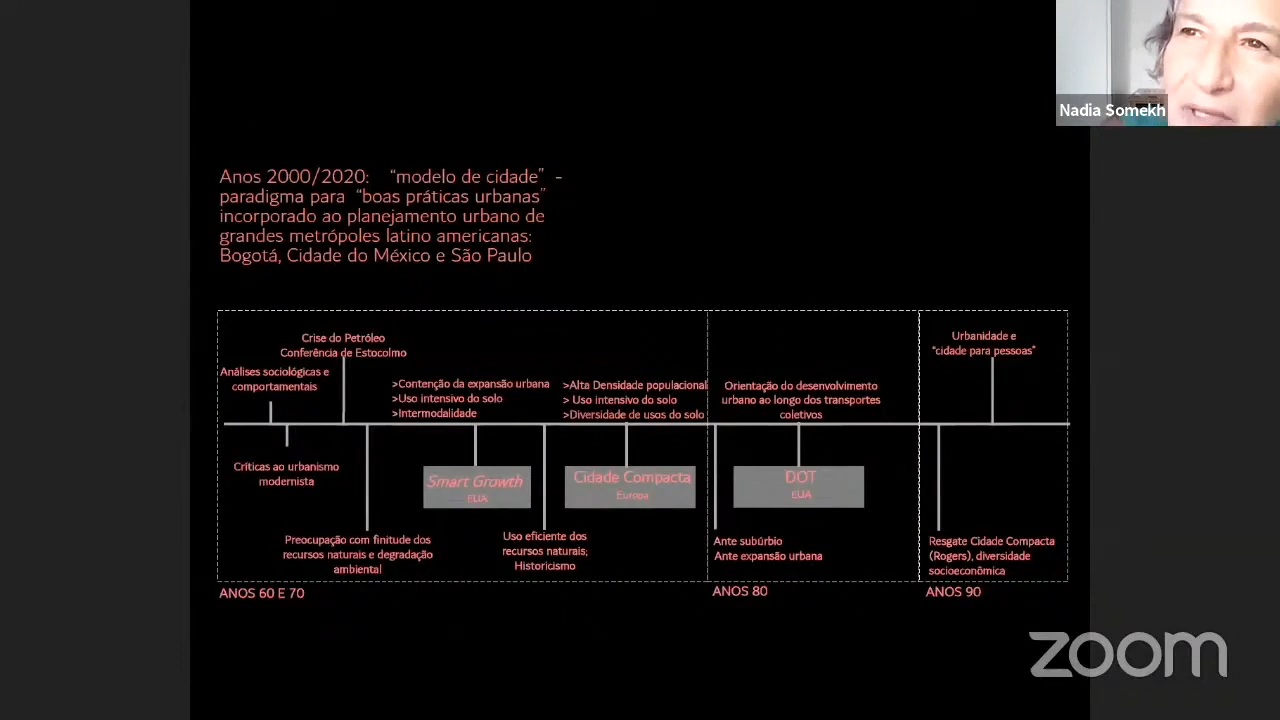 Nadia Somekh
Anos 2000/2020: “modelo de cidade” -
paradigma para “boas práticas urbanas”
incorporado ao planejamento urbano de
grandes metrópoles latino americanas:
Bogotá, Cidade do México e São Paulo
Crise do Petróleo
Conferência de Estocolmo
Análises sociológicas e
comportamentais
>Contenção da expansão urbana
>Uso intensivo do solo
>Intermodalidade
>Alta Densidade populacional
> Uso intensivo do solo
>Diversidade de usos do solo
Orientação do desenvolvimento
urbano ao longo dos transportes
coletivos
Urbanidade e
“cidade para pessoas”
Críticas ao urbanismo
modernista
Smart Growth
EUA
Cidade Compacta
Europa
DOT
EUA
Preocupação com finitude dos
recursos naturais e degradação
ambiental
Uso eficiente dos
recursos naturais;
Historicismo
Ante subúrbio
Ante expansão urbana
Resgate Cidade Compacta
(Rogers), diversidade
socioeconômica
ANOS 60 E 70
ANOS 80
ANOS 90
zoom